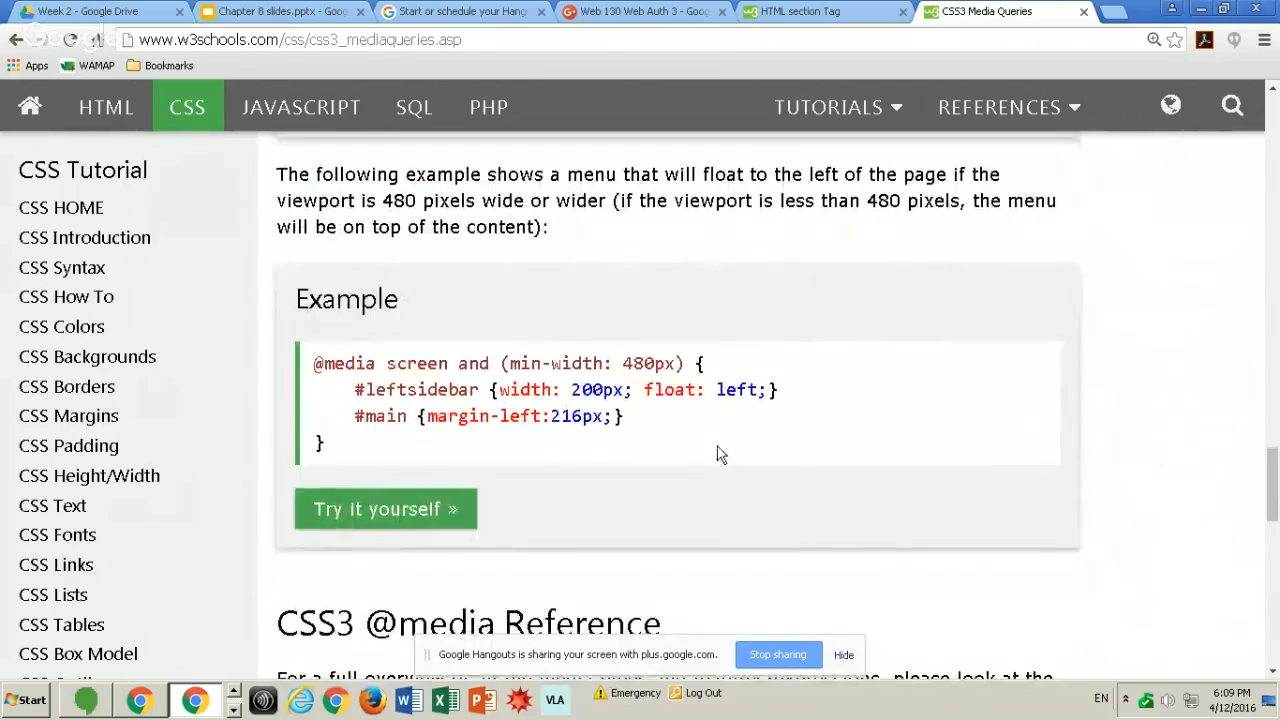 Week 2 - Google Drive
Chapter 8 slides.pptx - Go
Start or schedule your Han
Web 130 Web Auth 3 - Goo
HTML section Tag
CSS3 Media Queries
www.w3schools.com/css/css3_mediaqueries.asp
Google
Apps
WAMAP
Bookmarks
HTML
CSS
JAVASCRIPT
SQL
PHP
TUTORIALS
REFERENCES
CSS Tutorial
CSS HOME
CSS Introduction
CSS Syntax
CSS How To
CSS Colors
CSS Backgrounds
CSS Borders
CSS Margins
CSS Padding
CSS Height/Width
CSS Text
CSS Fonts
CSS Links
CSS Lists
CSS Tables
CSS Box Model
The following example shows a menu that will float to the left of the page if the
viewport is 480 pixels wide or wider (if the viewport is less than 480 pixels, the menu
will be on top of the content):
Example
@media screen and (min-width: 480px) {
#leftsidebar {width: 200px; float: left;}
#main {margin-left:216px;}
}
Try it yourself »
CSS3 @media Reference
Google Hangouts is sharing your screen with plus.google.com.
Stop sharing
Hide
please look at the
Start
VLA
Emergency
Log Out
EN
6:09 PM
4/12/2016